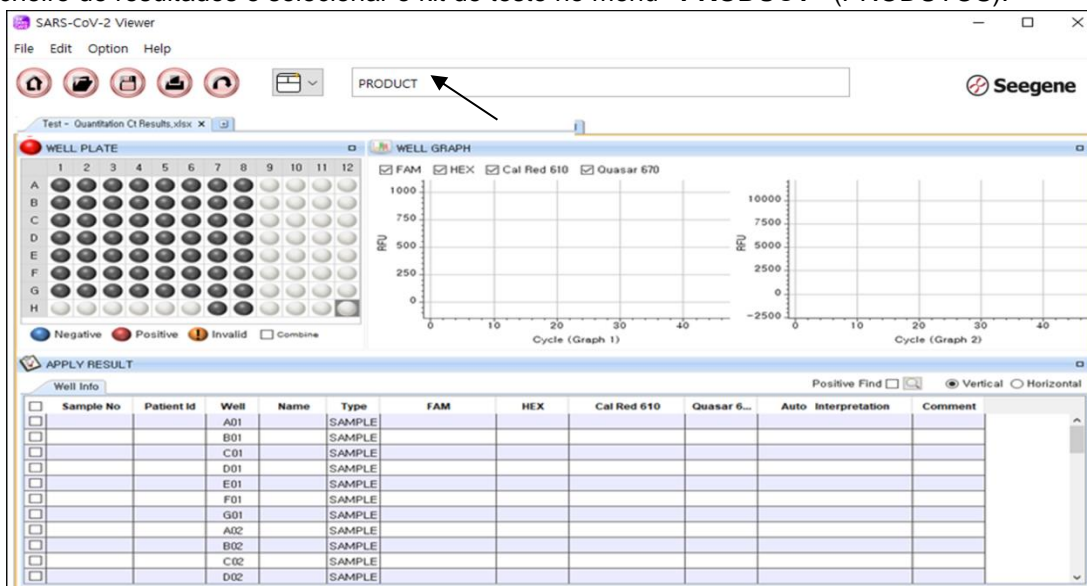 SARS-CoV-2 Viewer
File Edit Option Help
PRODUCT
Seegene
Test - Quantitation Ct Results.xlsx
WELL PLATE
1 2 3 4 5 6 7 8 9 10 11 12
A
B
C
D
E
F
G
H
Negative Positive Invalid Combine
WELL GRAPH
FAM HEX Cal Red 610 Quasar 670
1000
750
500
250
0
RFU
0 10 20 30 40
Cycle (Graph 1)
10000
7500
5000
2500
0
-2500
RFU
0 10 20 30 40
Cycle (Graph 2)
APPLY RESULT
Well Info
Positive Find Vertical Horizontal
Sample No Patient Id Well Name Type FAM HEX Cal Red 610 Quasar 6... Auto Interpretation Comment
A01 SAMPLE
B01 SAMPLE
C01 SAMPLE
D01 SAMPLE
E01 SAMPLE
F01 SAMPLE
G01 SAMPLE
A02 SAMPLE
B02 SAMPLE
C02 SAMPLE
D02 SAMPLE